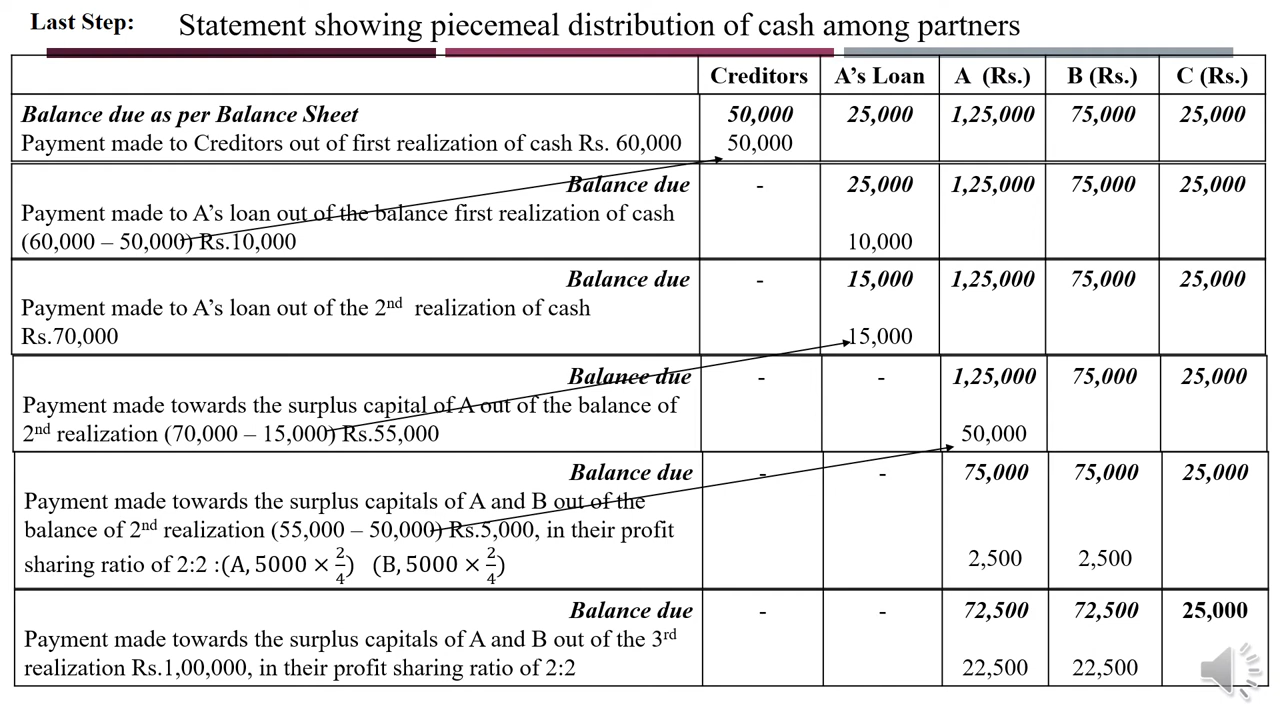 Last Step: Statement showing piecemeal distribution of cash among partners
Creditors A's Loan A (Rs.) B (Rs.) C (Rs.)
Balance due as per Balance Sheet 50,000 25,000 1,25,000 75,000 25,000
Payment made to Creditors out of first realization of cash Rs. 60,000 50,000
Balance due - 25,000 1,25,000 75,000 25,000
Payment made to A's loan out of the balance first realization of cash
(60,000 – 50,000) Rs.10,000 10,000
Balance due - 15,000 1,25,000 75,000 25,000
Payment made to A's loan out of the 2nd realization of cash
Rs.70,000 15,000
Balance due - - 1,25,000 75,000 25,000
Payment made towards the surplus capital of A out of the balance of
2nd realization (70,000 – 15,000) Rs.55,000 50,000
Balance due - - 75,000 75,000 25,000
Payment made towards the surplus capitals of A and B out of the
balance of 2nd realization (55,000 – 50,000) Rs.5,000, in their profit
sharing ratio of 2:2 :(A, 5000 × 2/4) (B, 5000 × 2/4) 2,500 2,500
Balance due - - 72,500 72,500 25,000
Payment made towards the surplus capitals of A and B out of the 3rd
realization Rs.1,00,000, in their profit sharing ratio of 2:2 22,500 22,500